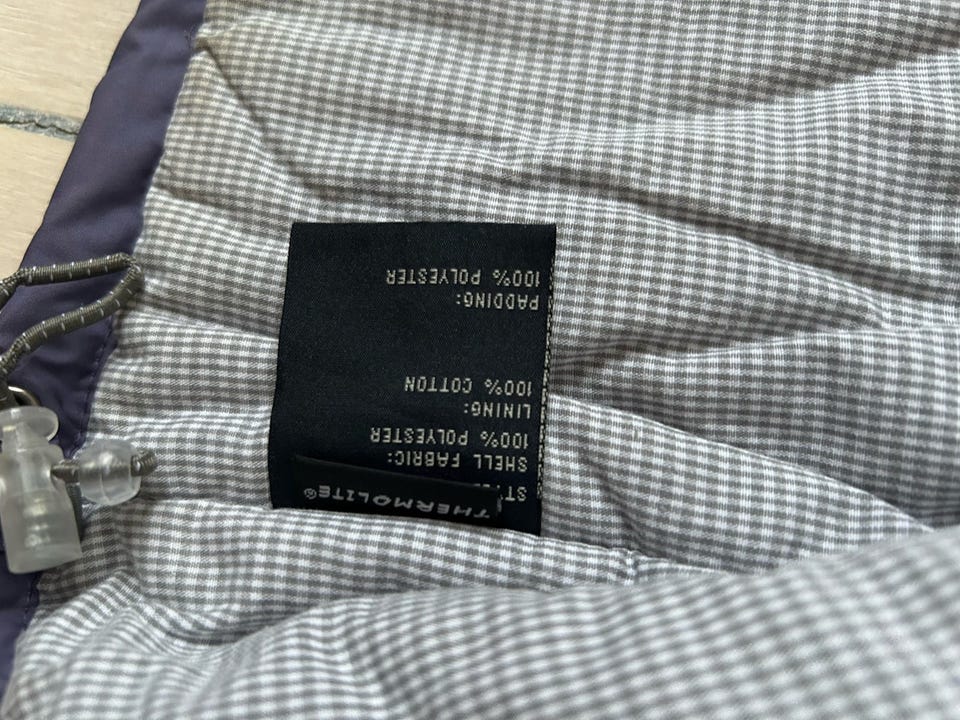 THERMOLITE®
SHELL FABRIC:
100% POLYESTER
LINING:
100% COTTON
PADDING:
100% POLYESTER